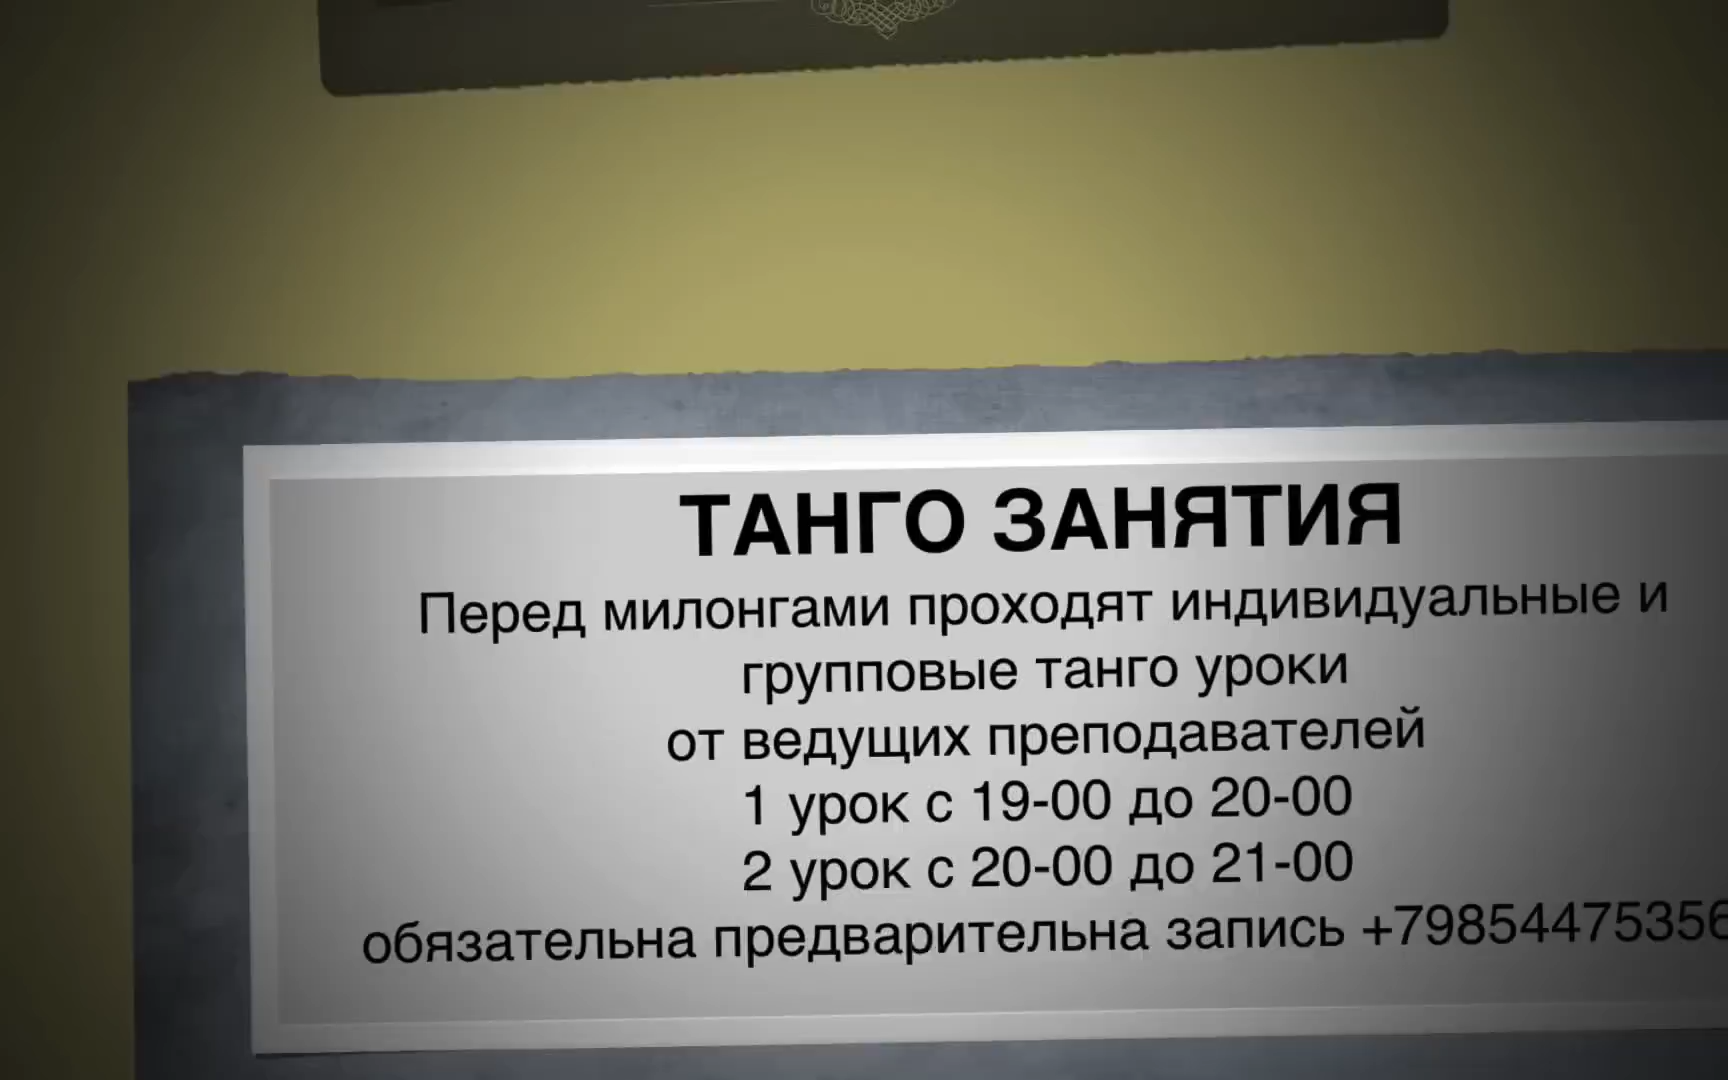 ТАНГО ЗАНЯТИЯ
Перед милонгами проходят индивидуальные и
групповые танго уроки
от ведущих преподавателей
1 урок с 19-00 до 20-00
2 урок с 20-00 до 21-00
обязательна предварительна запись +79854475356